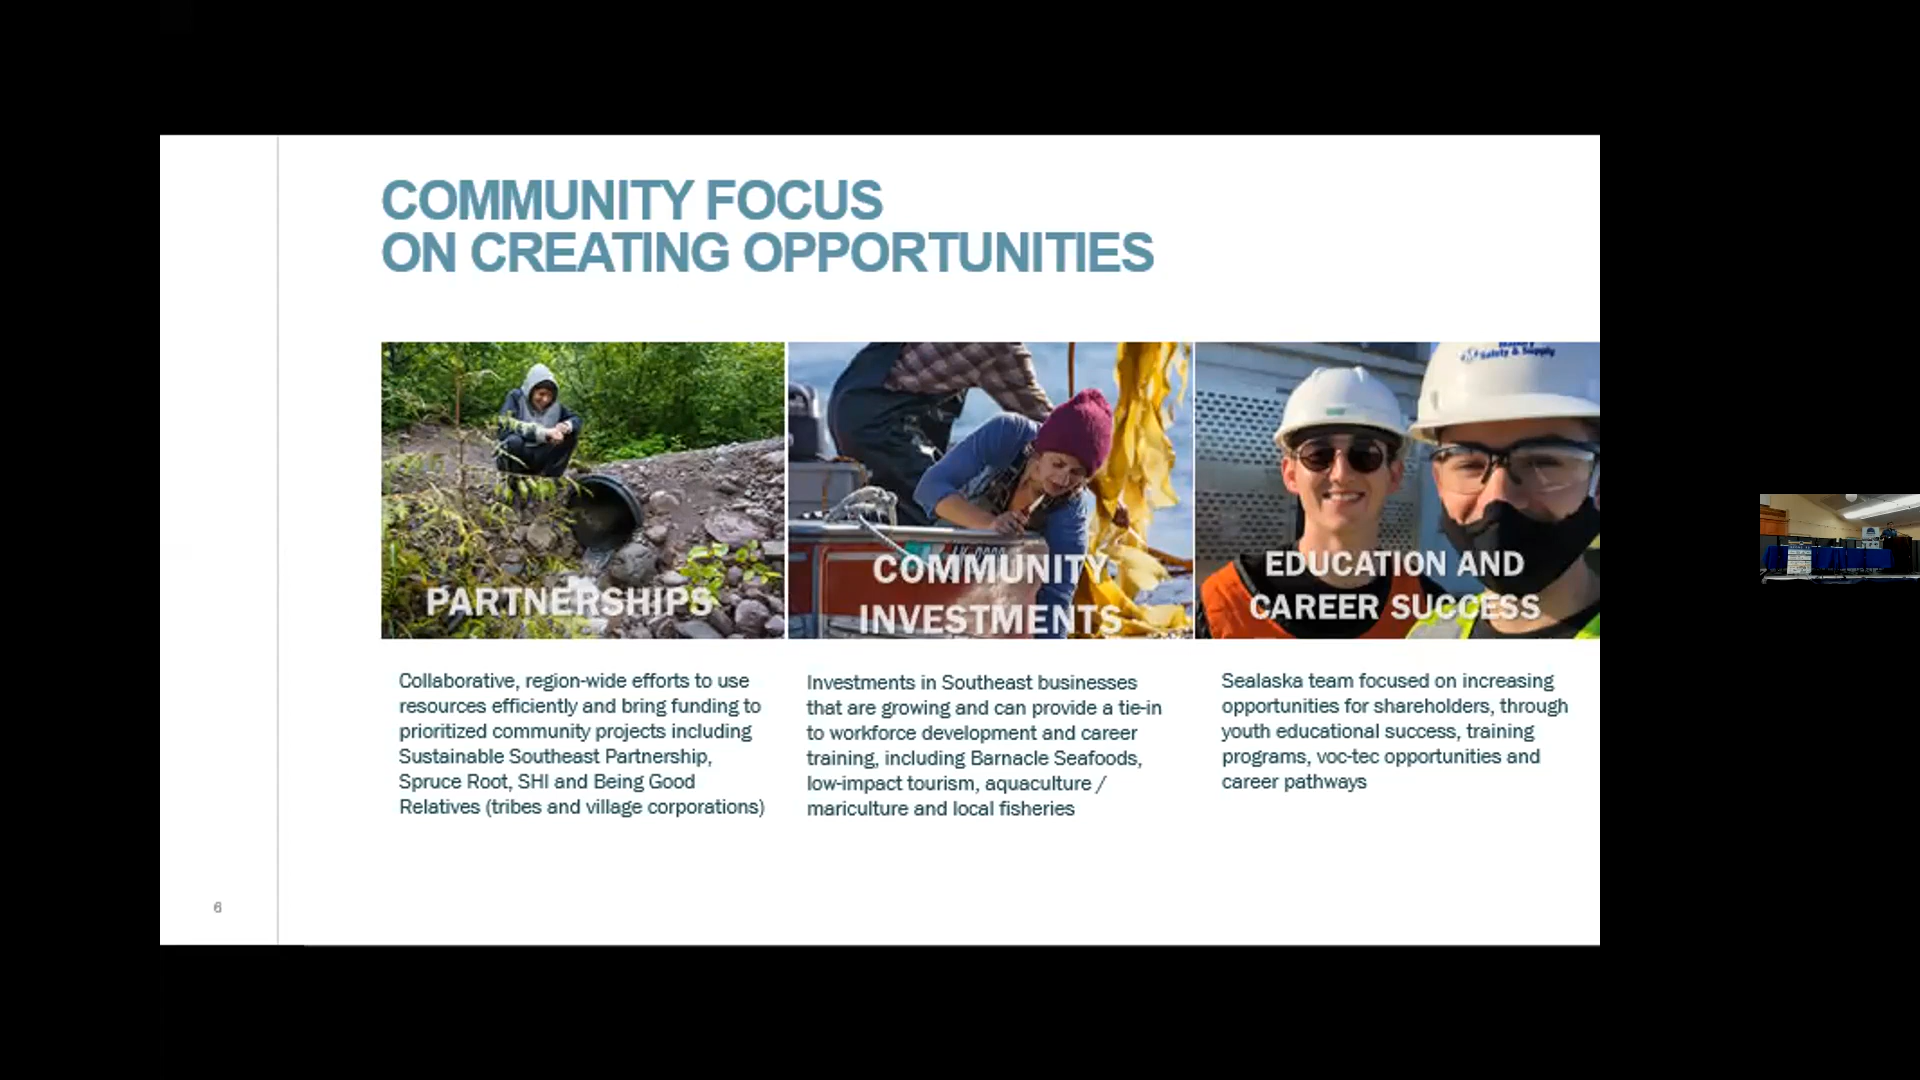 COMMUNITY FOCUS
ON CREATING OPPORTUNITIES
PARTNERSHIPS
Collaborative, region-wide efforts to use
resources efficiently and bring funding to
prioritized community projects including
Sustainable Southeast Partnership,
Spruce Root, SHI and Being Good
Relatives (tribes and village corporations)
COMMUNITY
INVESTMENTS
Investments in Southeast businesses
that are growing and can provide a tie-in
to workforce development and career
training, including Barnacle Seafoods,
low-impact tourism, aquaculture /
mariculture and local fisheries
Safety & Supply
EDUCATION AND
CAREER SUCCESS
Sealaska team focused on increasing
opportunities for shareholders, through
youth educational success, training
programs, voc-tec opportunities and
career pathways
6